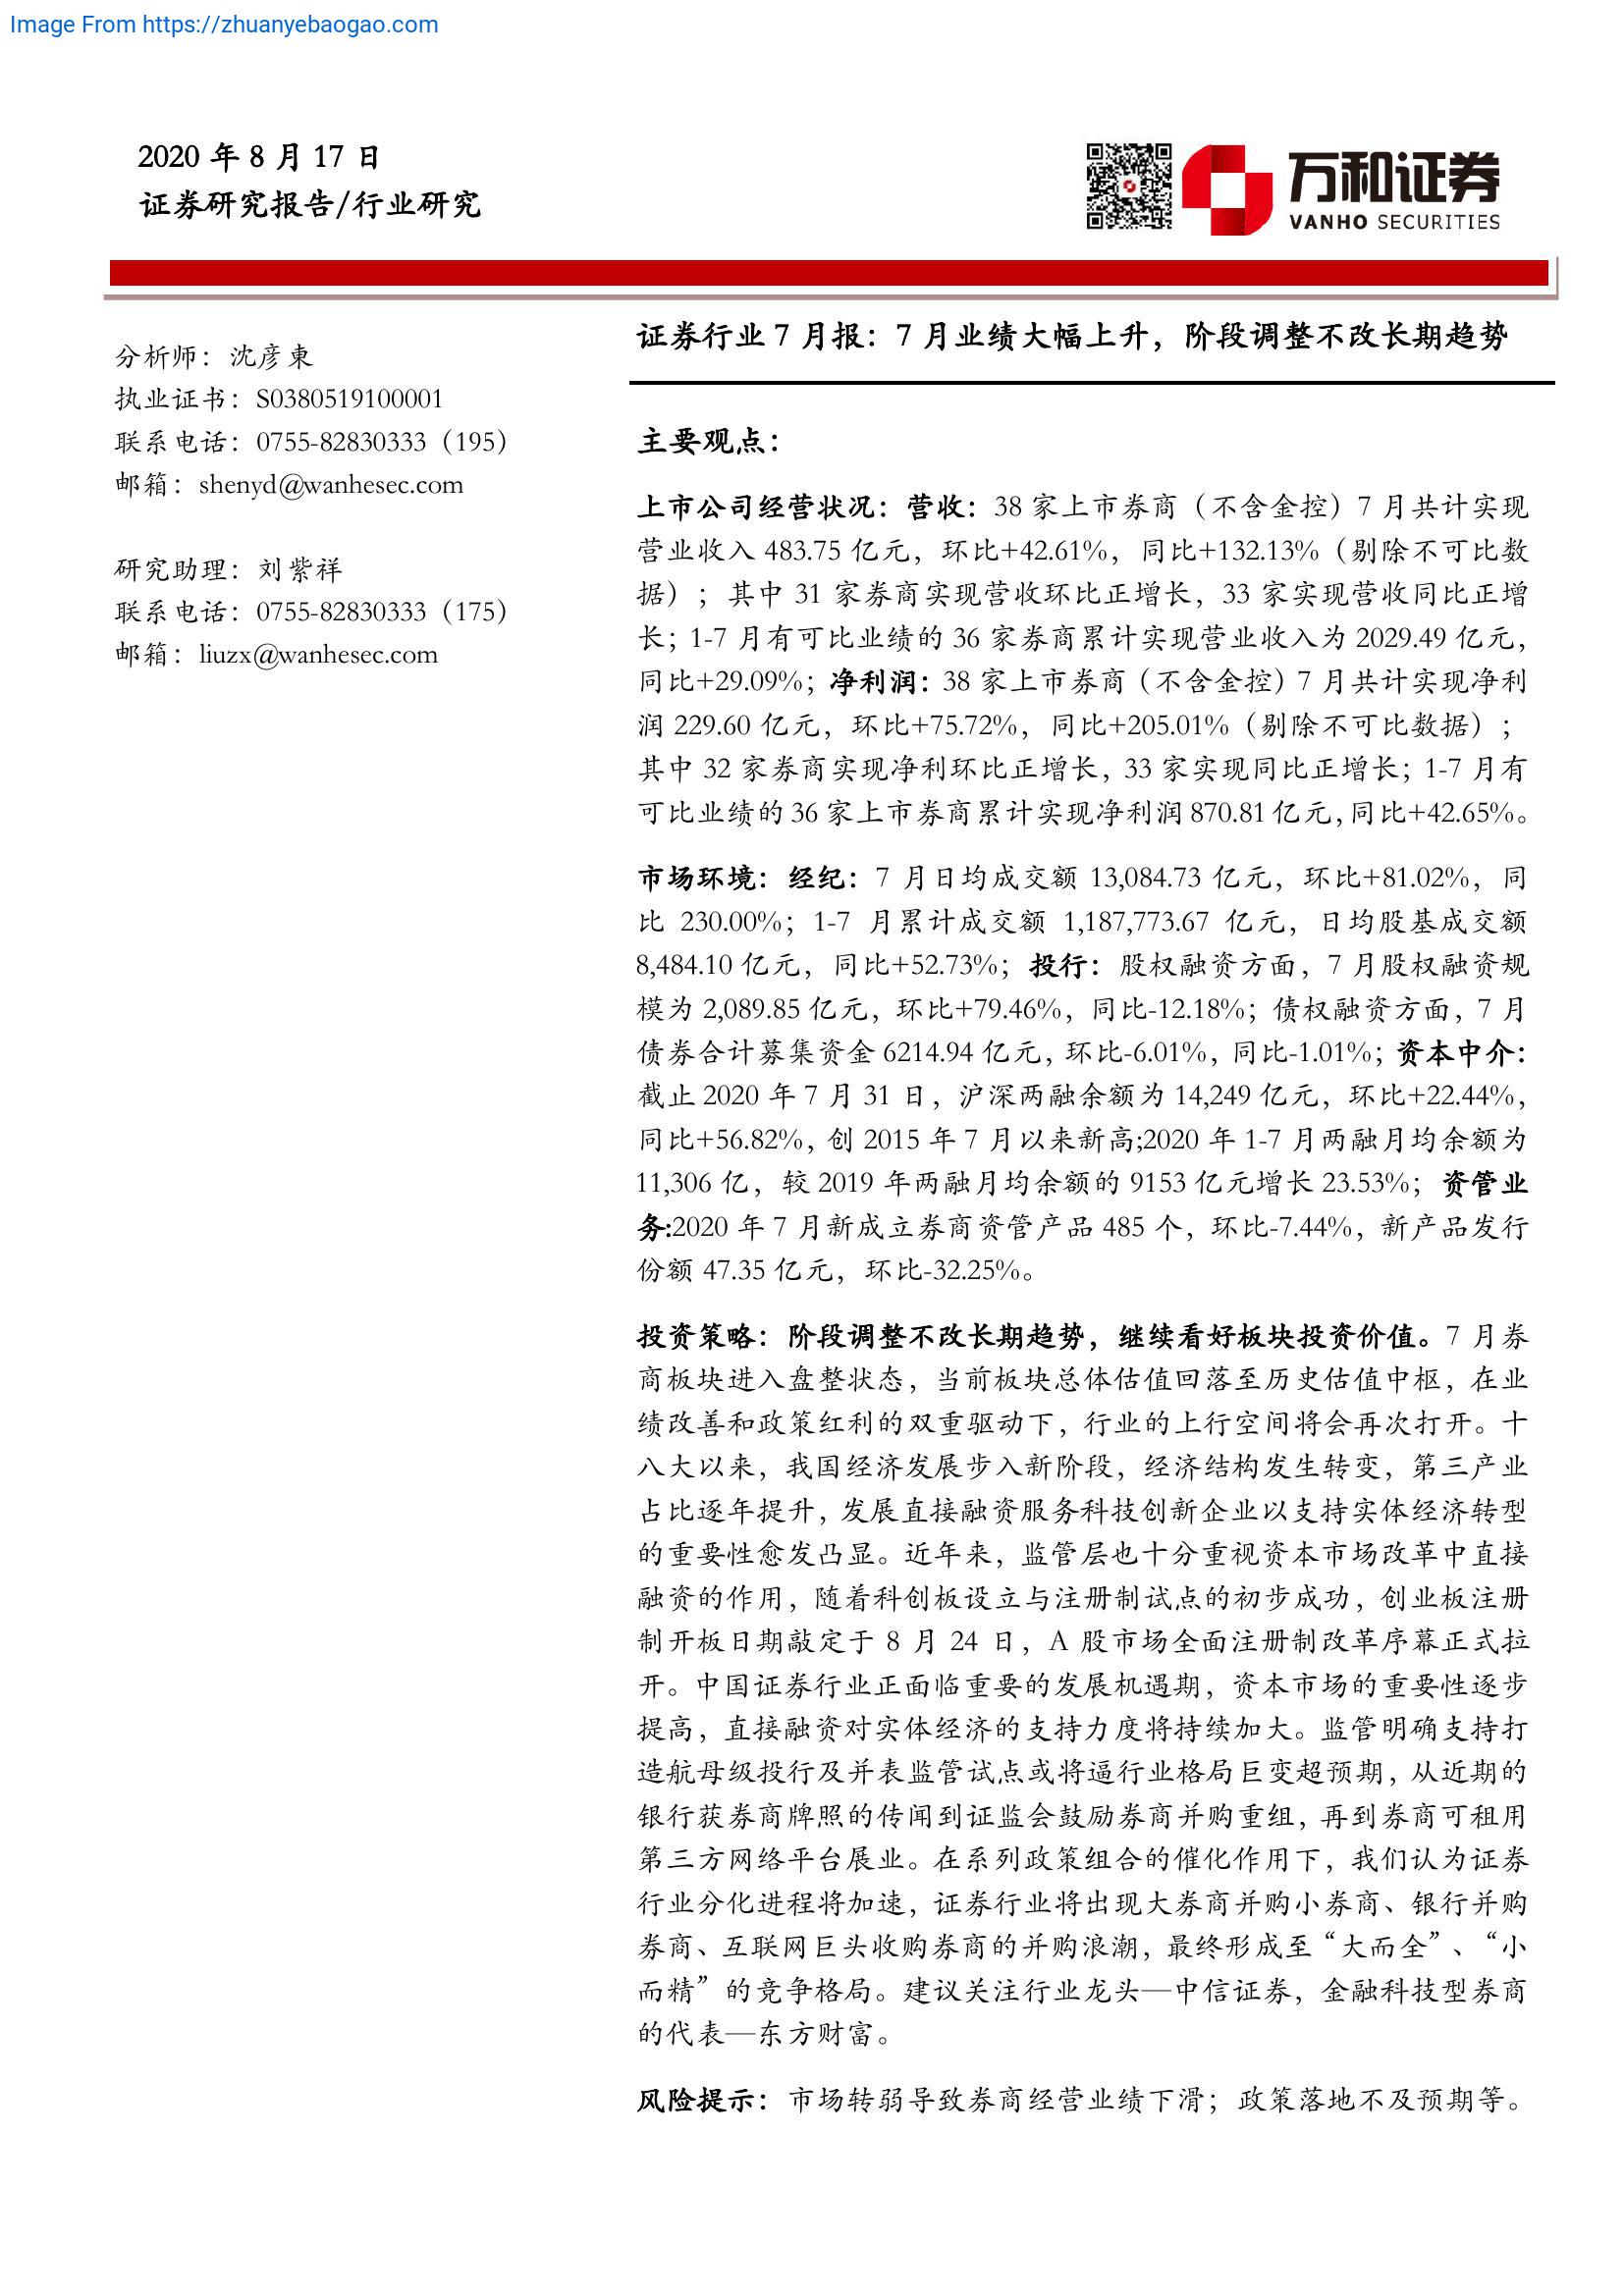 Image From https://zhuanyebaogao.com
2020 年 8 月 17 日
证券研究报告/行业研究
万和证券
VANHO SECURITIES
分析师：沈彦東
执业证书：S0380519100001
联系电话：0755-82830333（195）
邮箱：shenyd@wanhesec.com
研究助理：刘紫祥
联系电话：0755-82830333（175）
邮箱：liuzx@wanhesec.com
证券行业 7 月报：7 月业绩大幅上升，阶段调整不改长期趋势
主要观点：
上市公司经营状况：营收：38 家上市券商（不含金控）7 月共计实现
营业收入 483.75 亿元，环比+42.61%，同比+132.13%（剔除不可比数
据）；其中 31 家券商实现营收环比正增长，33 家实现营收同比正增
长；1-7 月有可比业绩的 36 家券商累计实现营业收入为 2029.49 亿元，
同比+29.09%；净利润：38 家上市券商（不含金控）7 月共计实现净利
润 229.60 亿元，环比+75.72%，同比+205.01%（剔除不可比数据）；
其中 32 家券商实现净利环比正增长，33 家实现同比正增长；1-7 月有
可比业绩的 36 家上市券商累计实现净利润 870.81 亿元，同比+42.65%。
市场环境：经纪：7 月日均成交额 13,084.73 亿元，环比+81.02%，同
比 230.00%；1-7 月累计成交额 1,187,773.67 亿元，日均股基成交额
8,484.10 亿元，同比+52.73%；投行：股权融资方面，7 月股权融资规
模为 2,089.85 亿元，环比+79.46%，同比-12.18%；债权融资方面，7 月
债券合计募集资金 6214.94 亿元，环比-6.01%，同比-1.01%；资本中介：
截止 2020 年 7 月 31 日，沪深两融余额为 14,249 亿元，环比+22.44%，
同比+56.82%，创 2015 年 7 月以来新高;2020 年 1-7 月两融月均余额为
11,306 亿，较 2019 年两融月均余额的 9153 亿元增长 23.53%；资管业
务:2020 年 7 月新成立券商资管产品 485 个，环比-7.44%，新产品发行
份额 47.35 亿元，环比-32.25%。
投资策略：阶段调整不改长期趋势，继续看好板块投资价值。7 月券
商板块进入盘整状态，当前板块总体估值回落至历史估值中枢，在业
绩改善和政策红利的双重驱动下，行业的上行空间将会再次打开。十
八大以来，我国经济发展步入新阶段，经济结构发生转变，第三产业
占比逐年提升，发展直接融资服务科技创新企业以支持实体经济转型
的重要性愈发凸显。近年来，监管层也十分重视资本市场改革中直接
融资的作用，随着科创板设立与注册制试点的初步成功，创业板注册
制开板日期敲定于 8 月 24 日，A 股市场全面注册制改革序幕正式拉
开。中国证券行业正面临重要的发展机遇期，资本市场的重要性逐步
提高，直接融资对实体经济的支持力度将持续加大。监管明确支持打
造航母级投行及并表监管试点或将逼行业格局巨变超预期，从近期的
银行获券商牌照的传闻到证监会鼓励券商并购重组，再到券商可租用
第三方网络平台展业。在系列政策组合的催化作用下，我们认为证券
行业分化进程将加速，证券行业将出现大券商并购小券商、银行并购
券商、互联网巨头收购券商的并购浪潮，最终形成至“大而全”、“小
而精”的竞争格局。建议关注行业龙头—中信证券，金融科技型券商
的代表—东方财富。
风险提示：市场转弱导致券商经营业绩下滑；政策落地不及预期等。